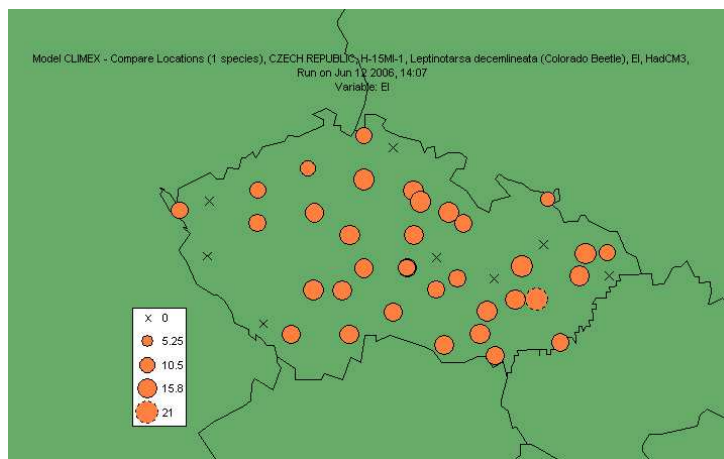 Model CLIMEX - Compare Locations (1 species), CZECH REPUBLIC, H-15MI-1, Leptinotarsa decemlineata (Colorado Beetle), EI, HadCM3,
Run on Jun 12 2006, 14:07
Variable: EI
× 0
5.25
10.5
15.8
21